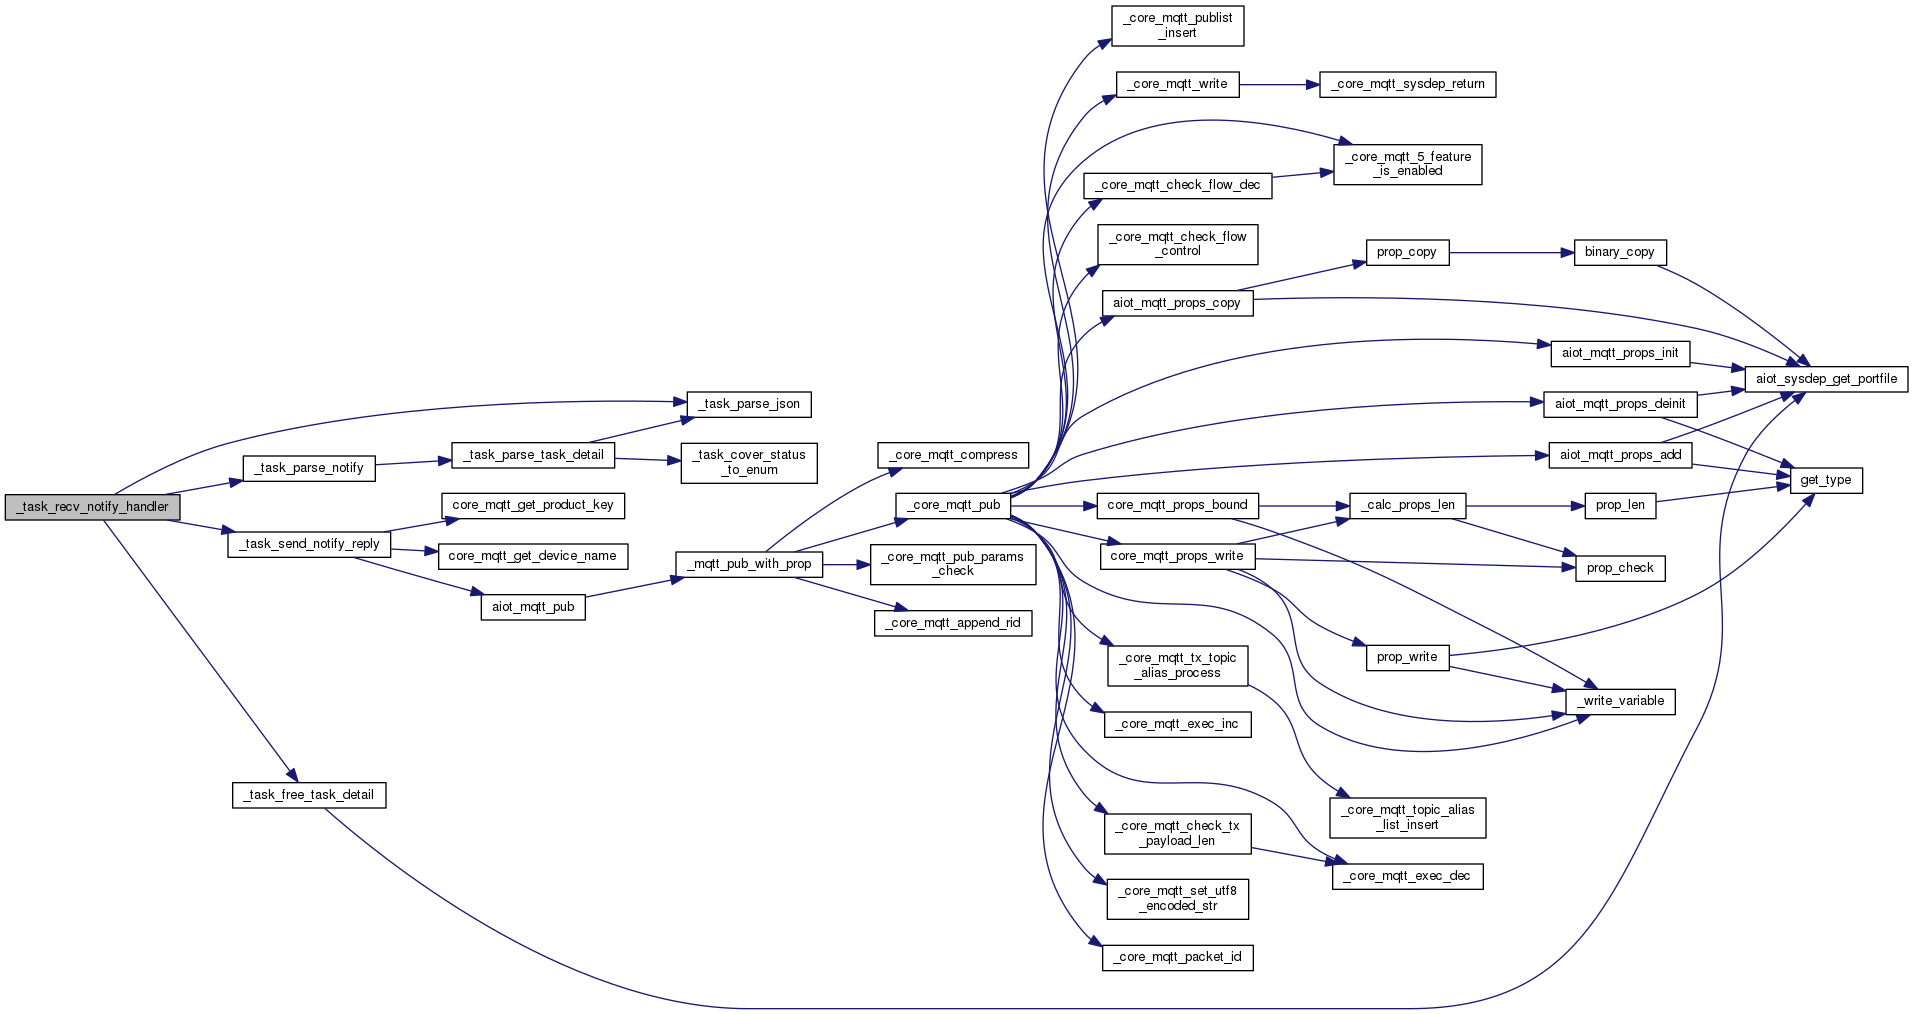 _core_mqtt_publist
_insert
_core_mqtt_write
_core_mqtt_sysdep_return
_core_mqtt_5_feature
_is_enabled
_core_mqtt_check_flow_dec
_core_mqtt_check_flow
_control
prop_copy
binary_copy
aiot_mqtt_props_copy
aiot_mqtt_props_init
aiot_sysdep_get_portfile
_task_parse_json
aiot_mqtt_props_deinit
_task_parse_notify
_task_parse_task_detail
_task_cover_status
_to_enum
_core_mqtt_compress
aiot_mqtt_props_add
get_type
_task_recv_notify_handler
core_mqtt_get_product_key
_core_mqtt_pub
core_mqtt_props_bound
_calc_props_len
prop_len
_task_send_notify_reply
core_mqtt_get_device_name
_mqtt_pub_with_prop
_core_mqtt_pub_params
_check
core_mqtt_props_write
prop_check
aiot_mqtt_pub
_core_mqtt_append_rid
_core_mqtt_tx_topic
_alias_process
prop_write
_write_variable
_core_mqtt_exec_inc
_task_free_task_detail
_core_mqtt_topic_alias
_list_insert
_core_mqtt_check_tx
_payload_len
_core_mqtt_exec_dec
_core_mqtt_set_utf8
_encoded_str
_core_mqtt_packet_id